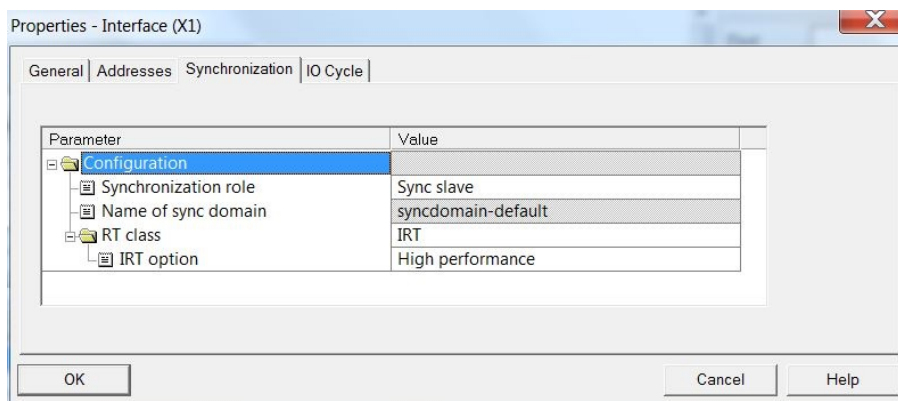 Properties - Interface (X1)
General Addresses Synchronization IO Cycle
Parameter Value
Configuration
Synchronization role Sync slave
Name of sync domain syncdomain-default
RT class IRT
IRT option High performance
OK Cancel Help